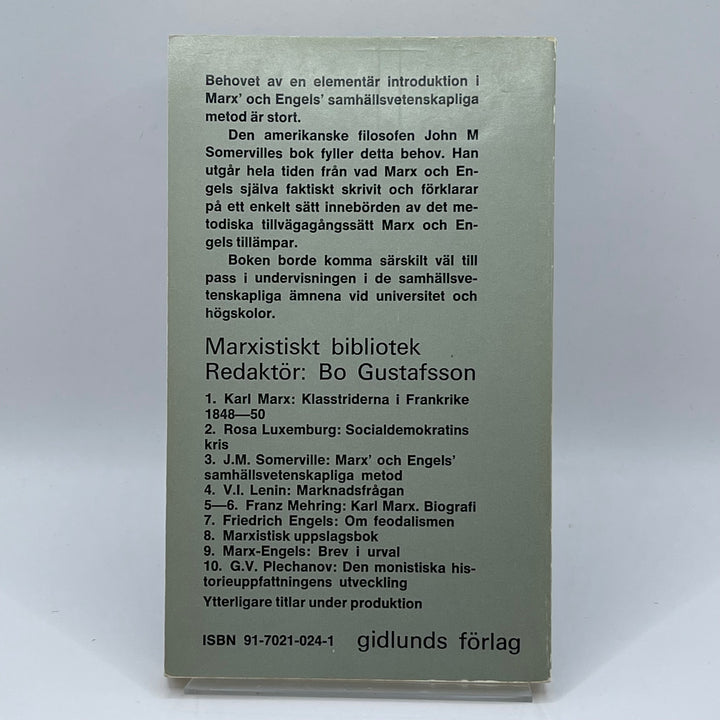 Behovet av en elementär introduktion i
Marx' och Engels' samhällsvetenskapliga
metod är stort.
Den amerikanske filosofen John M
Somervilles bok fyller detta behov. Han
utgår hela tiden från vad Marx och En-
gels själva faktiskt skrivit och förklarar
på ett enkelt sätt innebörden av det me-
todiska tillvägagångssätt Marx och En-
gels tillämpar.
Boken borde komma särskilt väl till
pass i undervisningen i de samhällsve-
tenskapliga ämnena vid universitet och
högskolor.
Marxistiskt bibliotek
Redaktör: Bo Gustafsson
1. Karl Marx: Klasstriderna i Frankrike
1848—50
2. Rosa Luxemburg: Socialdemokratins
kris
3. J.M. Somerville: Marx' och Engels'
samhällsvetenskapliga metod
4. V.I. Lenin: Marknadsfrågan
5—6. Franz Mehring: Karl Marx. Biografi
7. Friedrich Engels: Om feodalismen
8. Marxistisk uppslagsbok
9. Marx-Engels: Brev i urval
10. G.V. Plechanov: Den monistiska his-
torieuppfattningens utveckling
Ytterligare titlar under produktion
ISBN 91-7021-024-1 gidlunds förlag